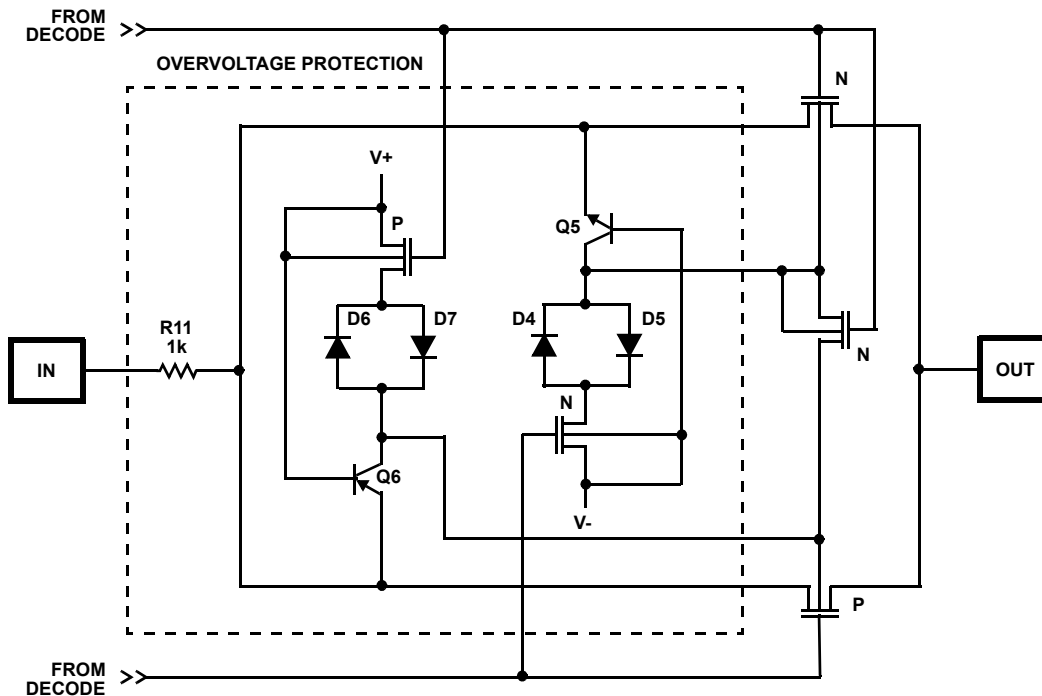 FROM
DECODE
OVERVOLTAGE PROTECTION
N
V+
P
Q5
R11
1k
D6
D7
D4
D5
N
IN
OUT
N
Q6
V-
P
FROM
DECODE